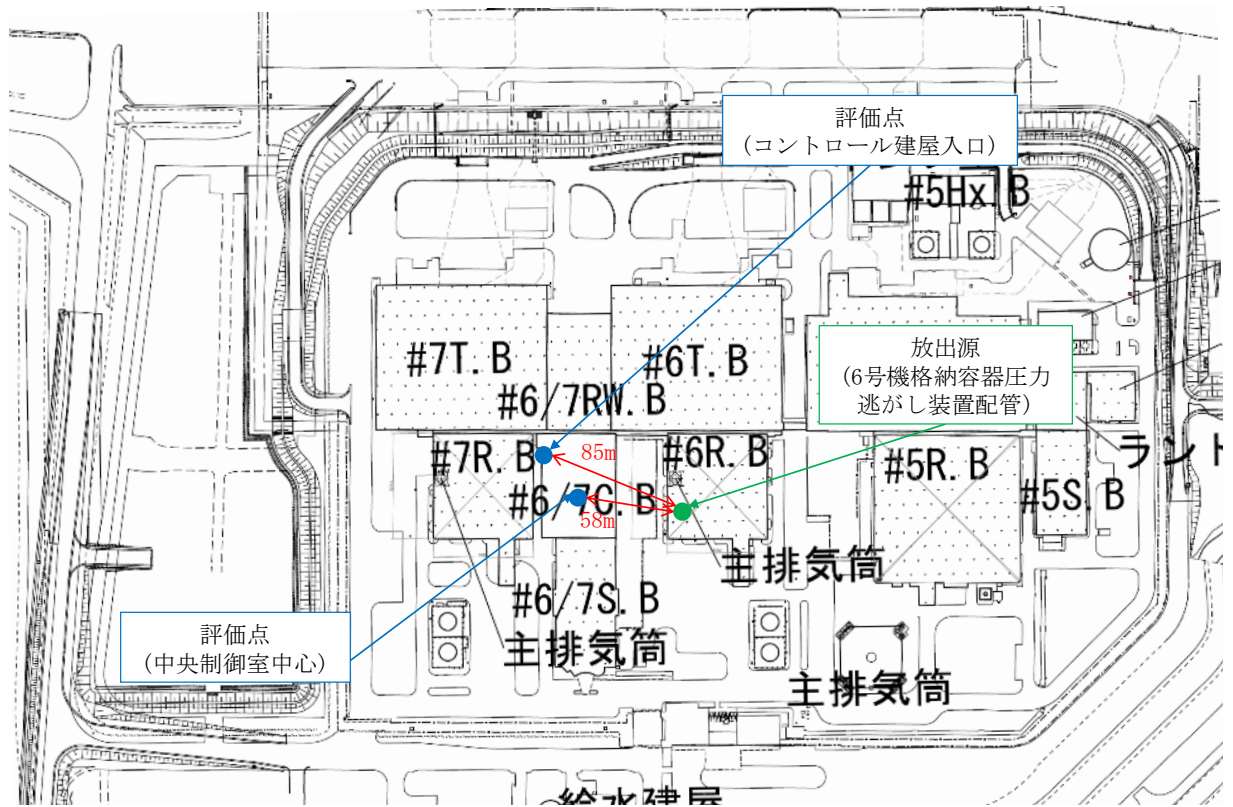 評価点
(コントロール建屋入口)
#5Hx.B
放出源
(6号機格納容器圧力
逃がし装置配管)
#7T.B
#6T.B
#6/7RW.B
#7R.B
85m
#6R.B
#5R.B
ランド
#5S.B
#6/7C.B
58m
主排気筒
#6/7S.B
主排気筒
評価点
(中央制御室中心)
主排気筒
給水建屋